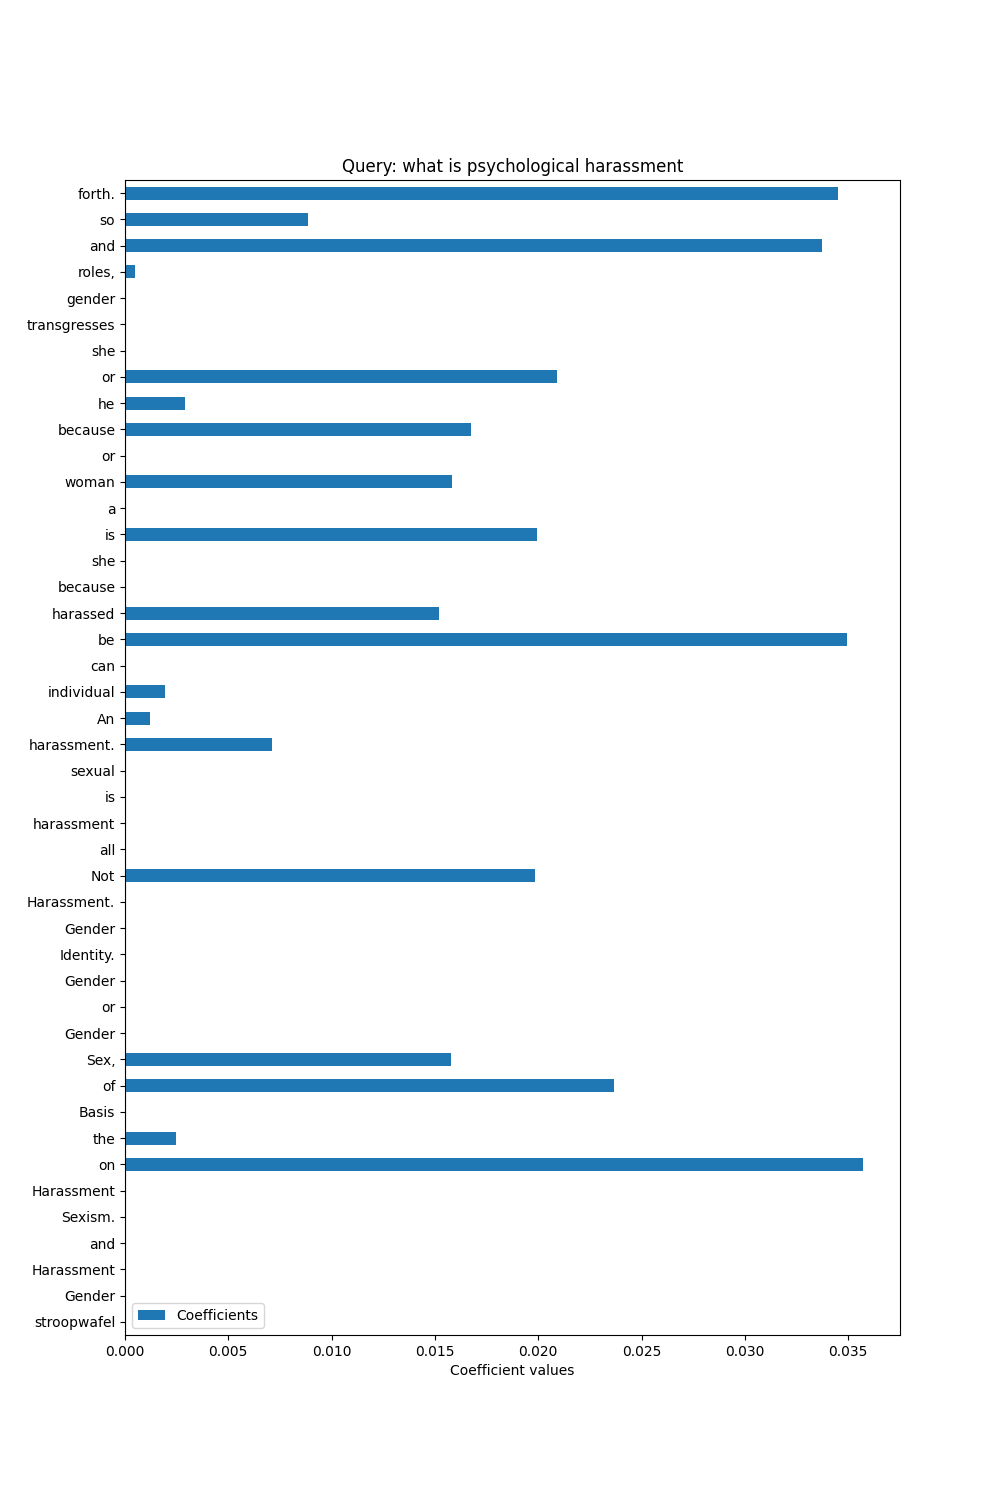 Query: what is psychological harassment
forth.
so
and
roles,
gender
transgresses
she
or
he
because
or
woman
a
is
she
because
harassed
be
can
individual
An
harassment.
sexual
is
harassment
all
Not
Harassment.
Gender
Identity.
Gender
or
Gender
Sex,
of
Basis
the
on
Harassment
Sexism.
and
Harassment
Gender
stroopwafel
Coefficients
0.000 0.005 0.010 0.015 0.020 0.025 0.030 0.035
Coefficient values